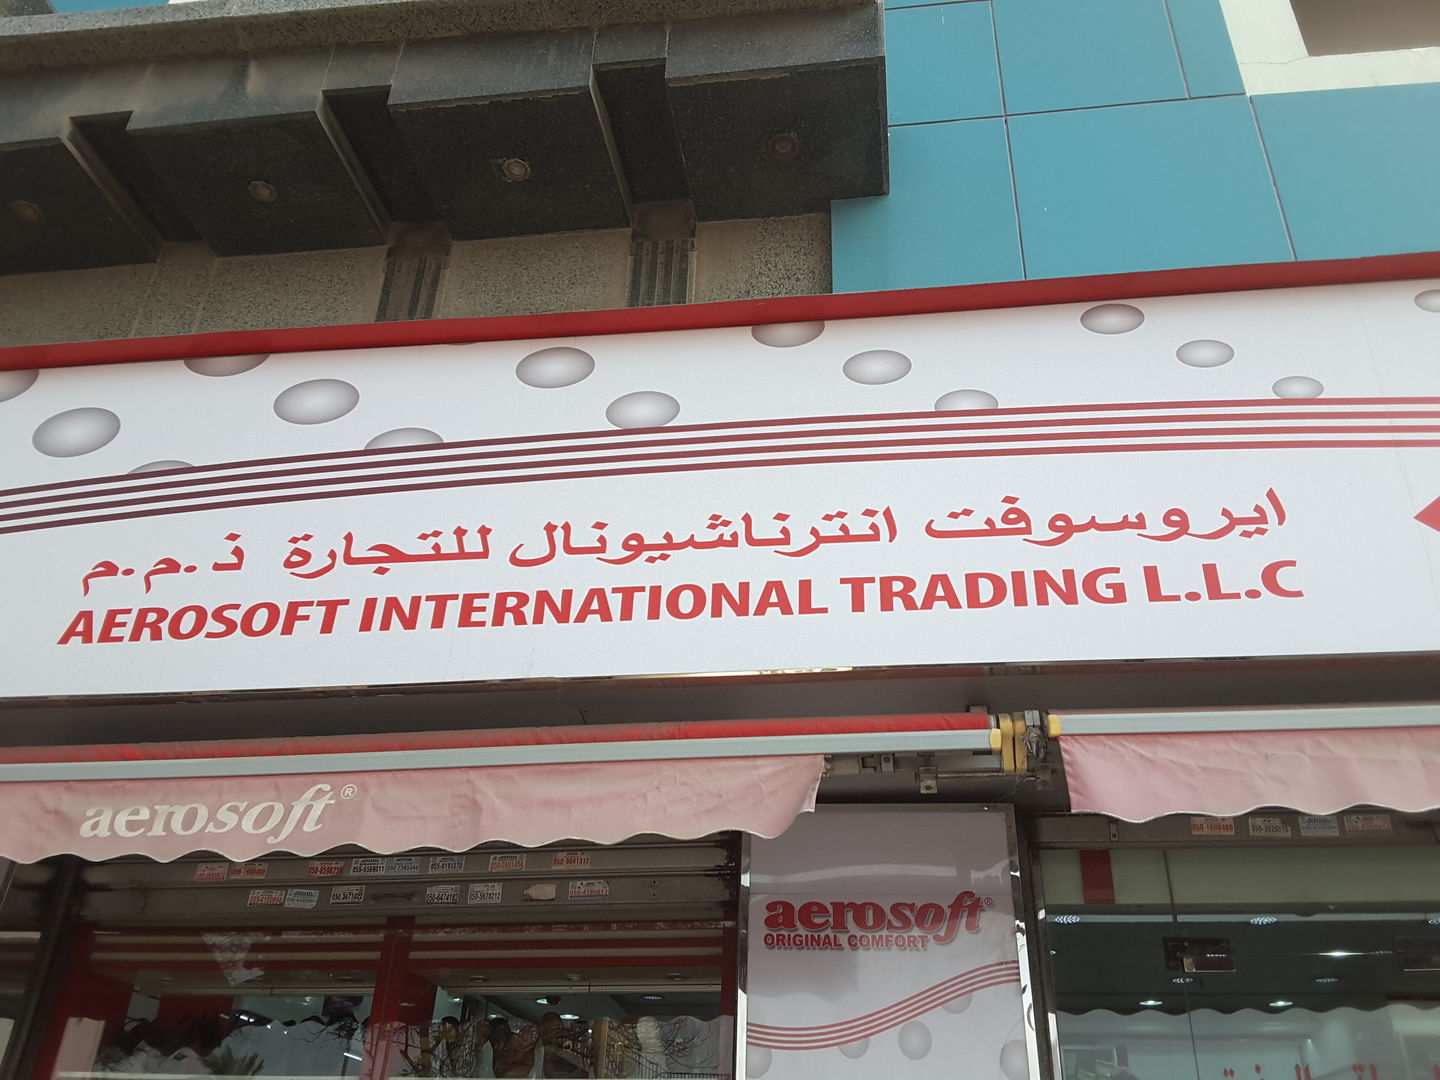 ايروسوفت انترناشيونال للتجارة ذ.م.م
AEROSOFT INTERNATIONAL TRADING L.L.C
aerosoft®
aerosoft®
ORIGINAL COMFORT